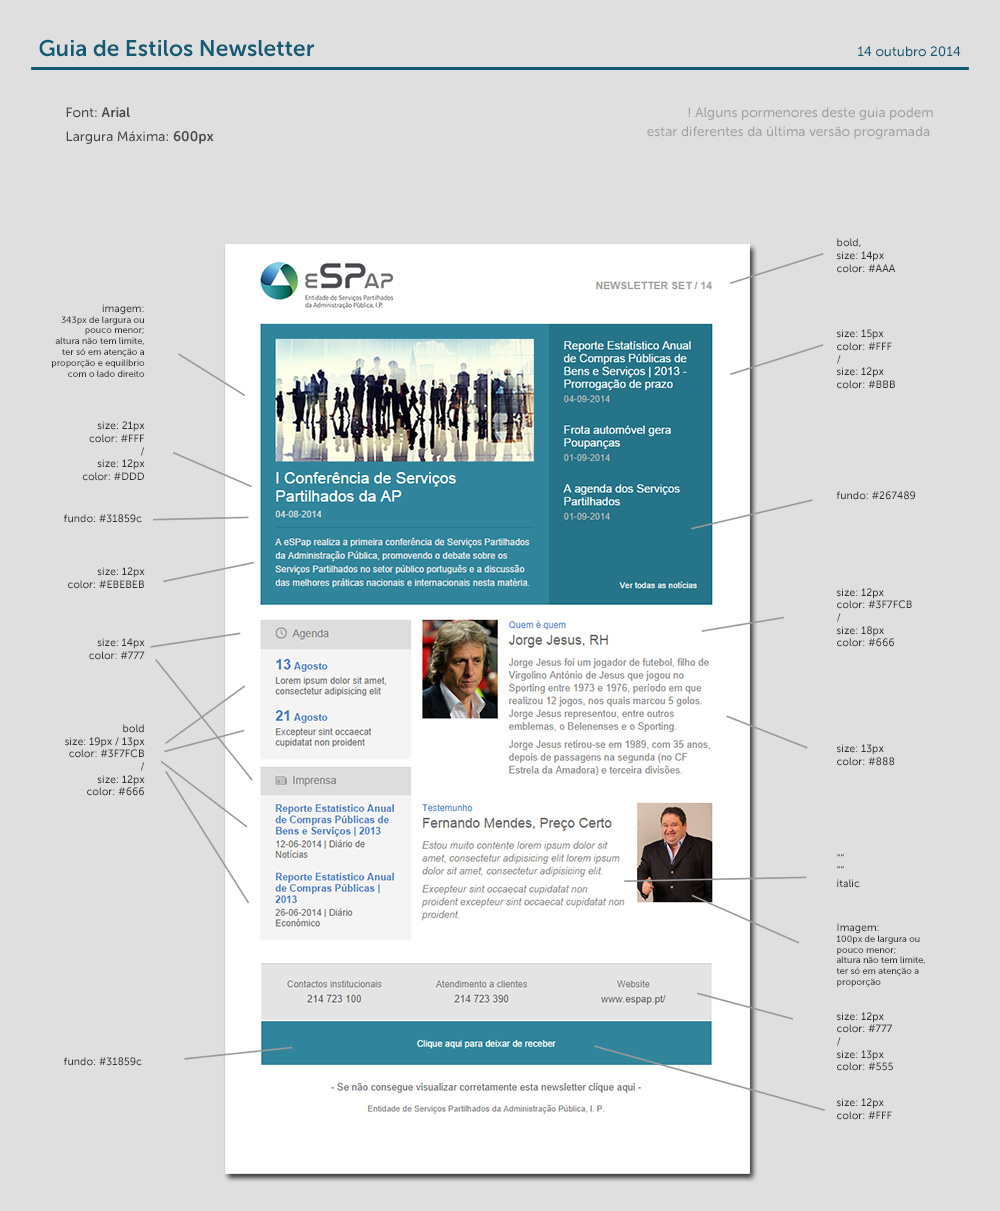 Guia de Estilos Newsletter
14 outubro 2014
Font: Arial
Largura Máxima: 600px
! Alguns pormenores deste guia podem
estar diferentes da última versão programada
imagem:
343px de largura ou
pouco menor;
altura não tem limite,
ter só em atenção a
proporção e equilíbrio
com o lado direito
size: 21px
color: #FFF
/
size: 12px
color: #DDD
fundo: #31859c
size: 12px
color: #EBEBEB
size: 14px
color: #777
bold
size: 19px / 13px
color: #3F7FCB
/
size: 12px
color: #666
fundo: #31859c
eSPap
Entidade de Serviços Partilhados
da Administração Pública, I.P.
NEWSLETTER SET / 14
I Conferência de Serviços
Partilhados da AP
04-08-2014
A eSPap realiza a primeira conferência de Serviços Partilhados
da Administração Pública, promovendo o debate sobre os
Serviços Partilhados no setor público português e a discussão
das melhores práticas nacionais e internacionais nesta matéria.
Reporte Estatístico Anual
de Compras Públicas de
Bens e Serviços | 2013 -
Prorrogação de prazo
04-09-2014
Frota automóvel gera
Poupanças
01-09-2014
A agenda dos Serviços
Partilhados
01-09-2014
Ver todas as notícias
Agenda
13 Agosto
Lorem ipsum dolor sit amet,
consectetur adipisicing elit
21 Agosto
Excepteur sint occaecat
cupidatat non proident
Imprensa
Reporte Estatístico Anual
de Compras Públicas de
Bens e Serviços | 2013
12-06-2014 | Diário de
Notícias
Reporte Estatístico Anual
de Compras Públicas |
2013
26-06-2014 | Diário
Económico
Quem é quem
Jorge Jesus, RH
Jorge Jesus foi um jogador de futebol, filho de
Virgolino António de Jesus que jogou no
Sporting entre 1973 e 1976, período em que
realizou 12 jogos, nos quais marcou 5 golos.
Jorge Jesus representou, entre outros
emblemas, o Belenenses e o Sporting.
Jorge Jesus retirou-se em 1989, com 35 anos,
depois de passagens na segunda (no CF
Estrela da Amadora) e terceira divisões.
Testemunho
Fernando Mendes, Preço Certo
Estou muito contente lorem ipsum dolor sit
amet, consectetur adipisicing elit lorem ipsum
dolor sit amet, consectetur adipisicing elit.
Excepteur sint occaecat cupidatat non
proident excepteur sint occaecat cupidatat non
proident.
Contactos institucionais
214 723 100
Atendimento a clientes
214 723 390
Website
www.espap.pt/
Clique aqui para deixar de receber
- Se não consegue visualizar corretamente esta newsletter clique aqui -
Entidade de Serviços Partilhados da Administração Pública, I. P.
bold,
size: 14px
color: #AAA
size: 15px
color: #FFF
/
size: 12px
color: #BBB
fundo: #267489
size: 12px
color: #3F7FCB
/
size: 18px
color: #666
size: 13px
color: #888
""
""
italic
Imagem:
100px de largura ou
pouco menor;
altura não tem limite,
ter só em atenção a
proporção
size: 12px
color: #777
/
size: 13px
color: #555
size: 12px
color: #FFF